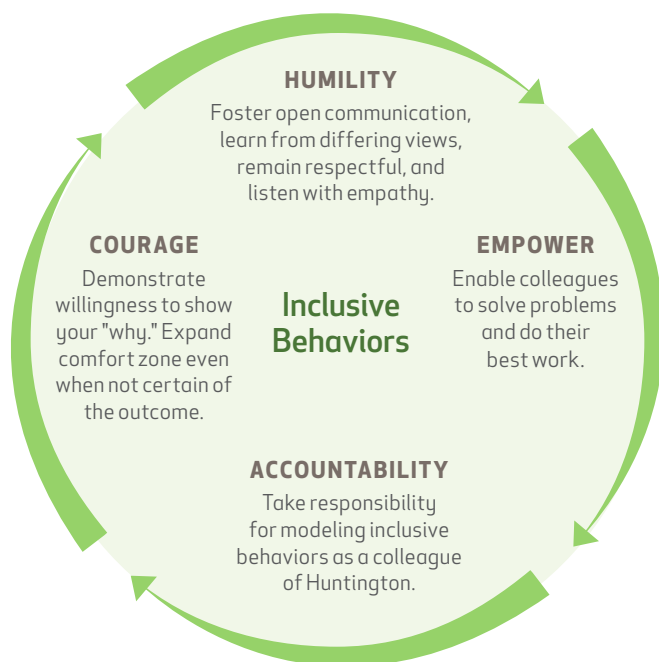 HUMILITY
Foster open communication,
learn from differing views,
remain respectful, and
listen with empathy.
COURAGE
Demonstrate
willingness to show
your "why." Expand
comfort zone even
when not certain of
the outcome.
Inclusive
Behaviors
EMPOWER
Enable colleagues
to solve problems
and do their
best work.
ACCOUNTABILITY
Take responsibility
for modeling inclusive
behaviors as a colleague
of Huntington.